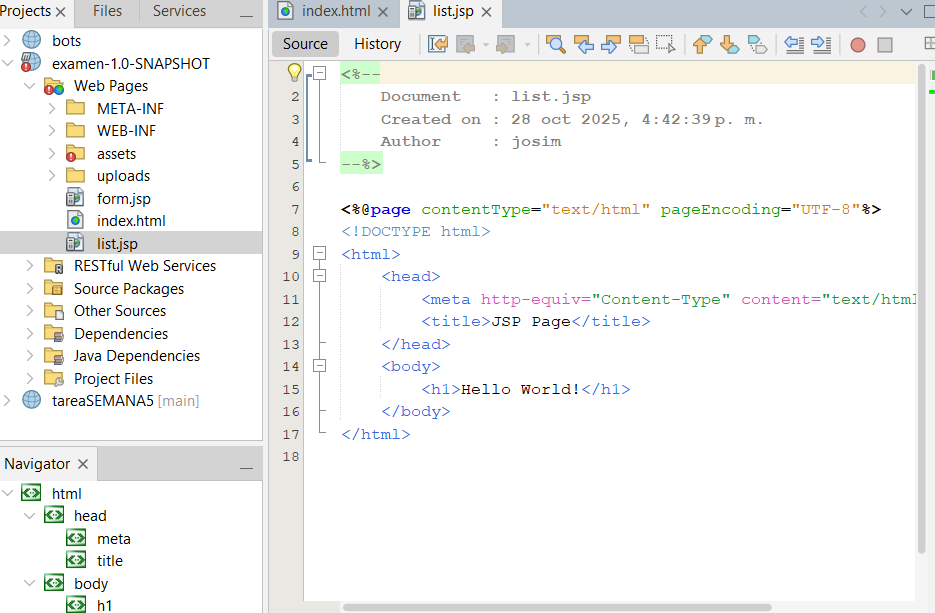 Projects
Files
Services
bots
examen-1.0-SNAPSHOT
Web Pages
META-INF
WEB-INF
assets
uploads
form.jsp
index.html
list.jsp
RESTful Web Services
Source Packages
Other Sources
Dependencies
Java Dependencies
Project Files
tareaSEMANA5 [main]
Navigator
html
head
meta
title
body
h1
index.html
list.jsp
Source
History
<%--
2 Document : list.jsp
3 Created on : 28 oct 2025, 4:42:39 p. m.
4 Author : josim
5 --%>
6
7 <%@page contentType="text/html" pageEncoding="UTF-8"%>
8 <!DOCTYPE html>
9 <html>
10 <head>
11 <meta http-equiv="Content-Type" content="text/html
12 <title>JSP Page</title>
13 </head>
14 <body>
15 <h1>Hello World!</h1>
16 </body>
17 </html>
18